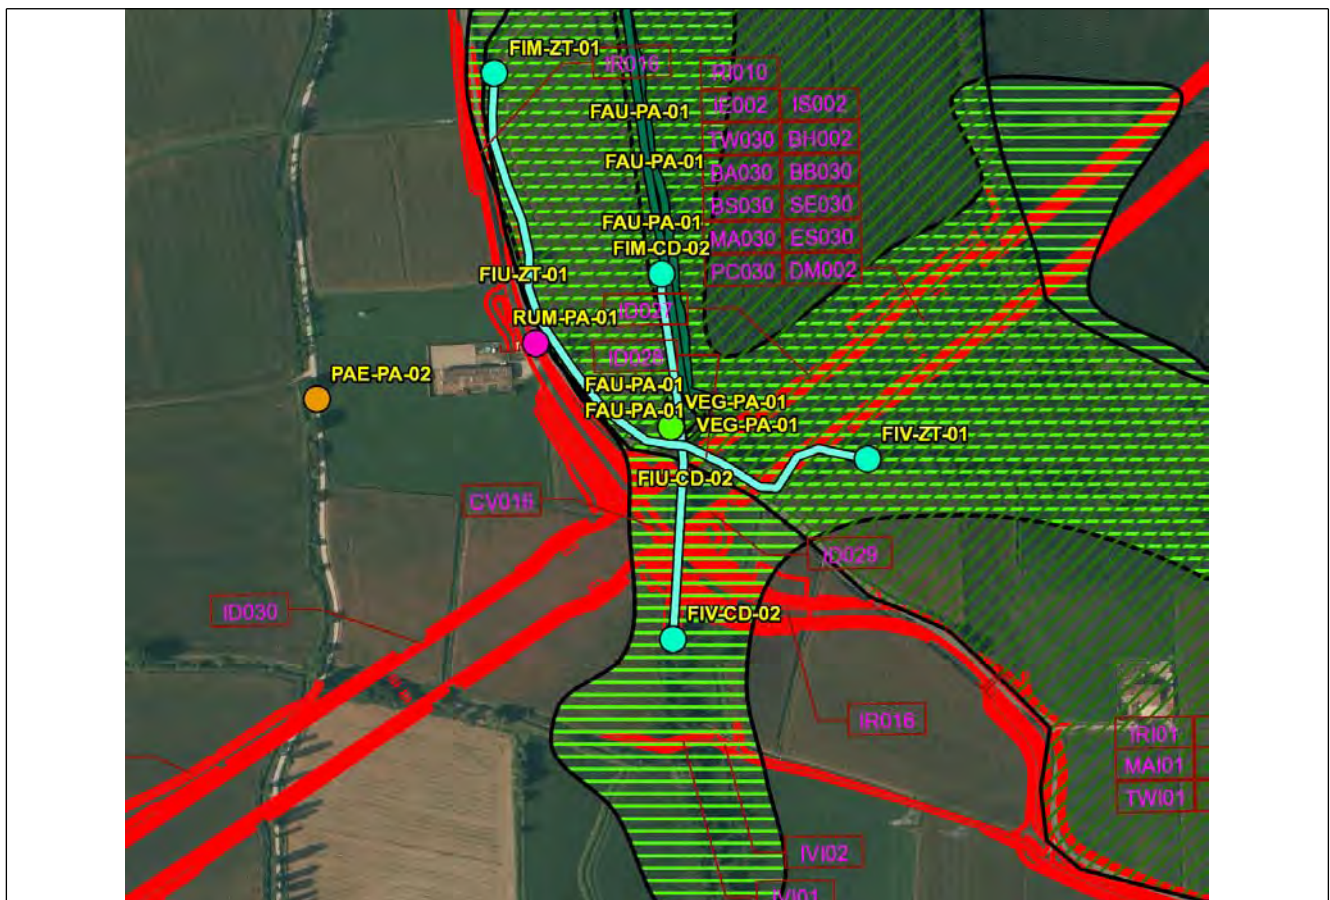 FIM-ZT-01
IR016
RI010
FAU-PA-01
IE002 IS002
TW030 BH002
FAU-PA-01
BA030 BB030
BS030 SE030
FAU-PA-01
MA030 ES030
FIM-CD-02
PC030 DM002
FIU-ZT-01
RUM-PA-01
ID027
ID028
PAE-PA-02
FAU-PA-01
VEG-PA-01
FAU-PA-01
VEG-PA-01
FIV-ZT-01
FIU-CD-02
CV016
ID029
ID030
FIV-CD-02
IR016
IRI01
MAI01
TWI01
IVI02
IVI01